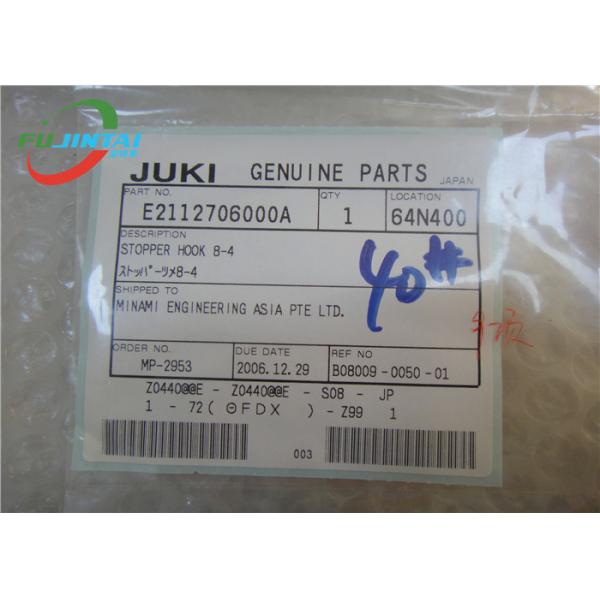 FUJINTAI
JUKI GENUINE PARTS JAPAN
PART NO. QTY LOCATION
E2112706000A 1 64N400
DESCRIPTION
STOPPER HOOK 8-4
ストッパーツメ8-4
40#
SHIPPED TO
MINAMI ENGINEERING ASIA PTE LTD.
ORDER NO. DUE DATE REF NO
MP-2953 2006.12.29 B08009-0050-01
Z0440@@E - Z0440@@E - S08 - JP
1 - 72( ΘFDX ) -Z99 1
003